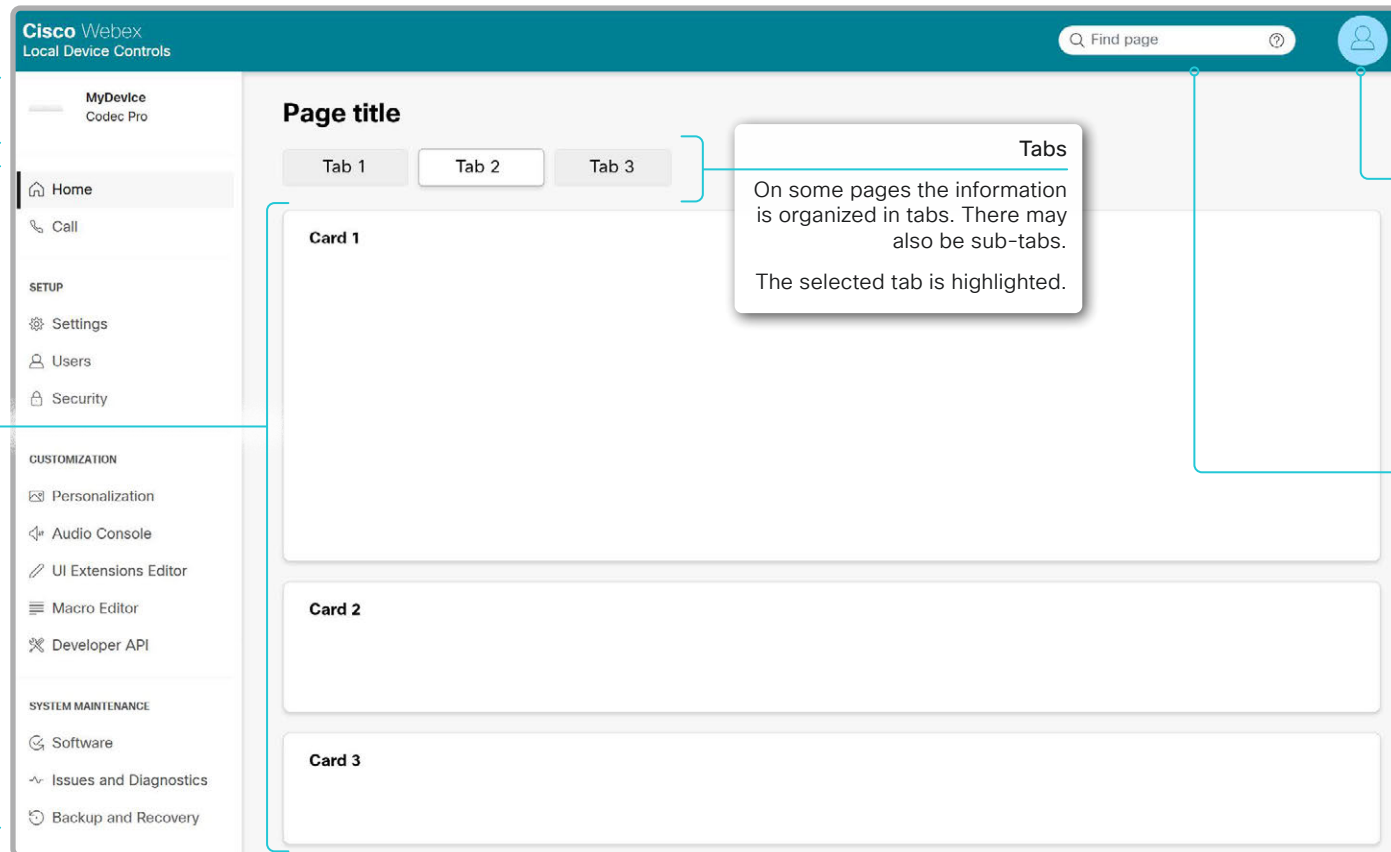 Cisco Webex
Local Device Controls
Find page
MyDevice
Codec Pro
Home
Call
SETUP
Settings
Users
Security
CUSTOMIZATION
Personalization
Audio Console
UI Extensions Editor
Macro Editor
Developer API
SYSTEM MAINTENANCE
Software
Issues and Diagnostics
Backup and Recovery
Page title
Tab 1
Tab 2
Tab 3
Tabs
On some pages the information
is organized in tabs. There may
also be sub-tabs.
The selected tab is highlighted.
Card 1
Card 2
Card 3